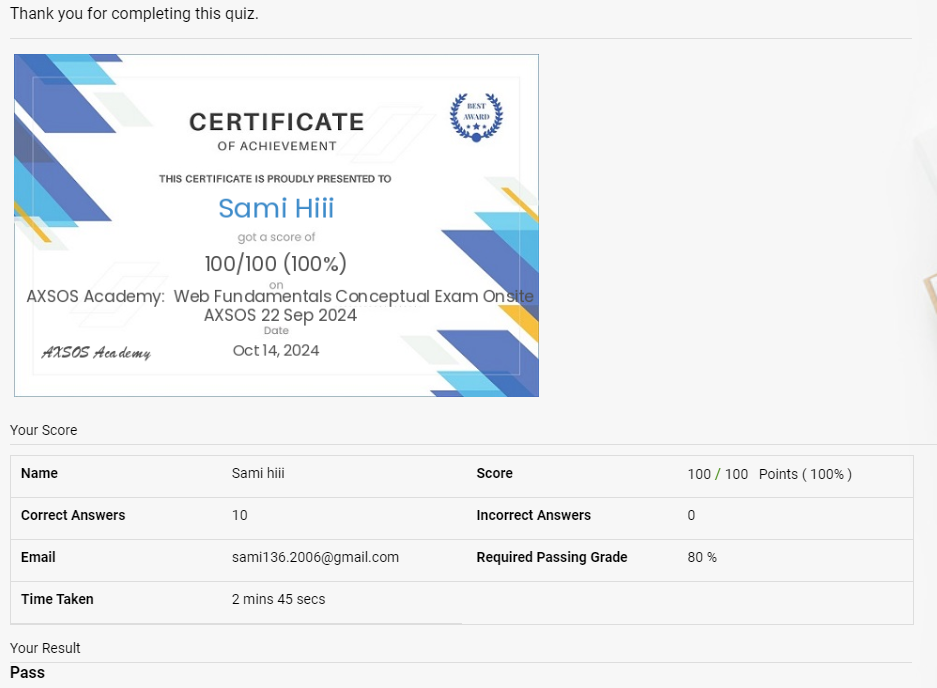 Thank you for completing this quiz.
BEST
AWARD
CERTIFICATE
OF ACHIEVEMENT
THIS CERTIFICATE IS PROUDLY PRESENTED TO
Sami Hiii
got a score of
100/100 (100%)
on
AXSOS Academy: Web Fundamentals Conceptual Exam Onsite
AXSOS 22 Sep 2024
Date
Oct 14, 2024
AXSOS Academy
Your Score
Name Sami hiii Score 100 / 100 Points ( 100% )
Correct Answers 10 Incorrect Answers 0
Email sami136.2006@gmail.com Required Passing Grade 80 %
Time Taken 2 mins 45 secs
Your Result
Pass